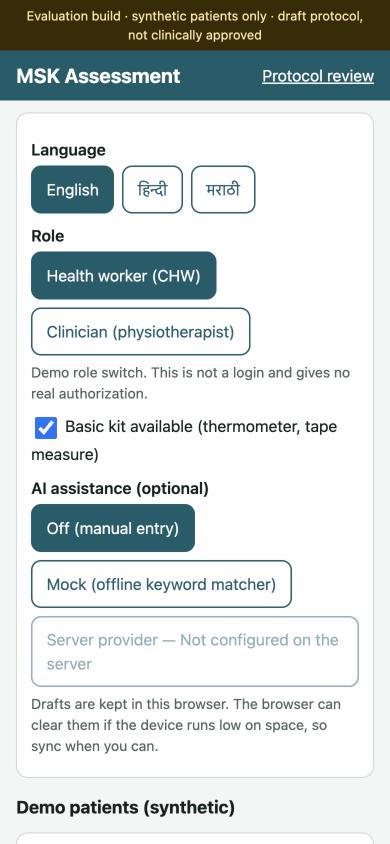 Evaluation build · synthetic patients only · draft protocol,
not clinically approved
MSK Assessment
Protocol review
Language
English
हिन्दी
मराठी
Role
Health worker (CHW)
Clinician (physiotherapist)
Demo role switch. This is not a login and gives no
real authorization.
Basic kit available (thermometer, tape
measure)
AI assistance (optional)
Off (manual entry)
Mock (offline keyword matcher)
Server provider — Not configured on the
server
Drafts are kept in this browser. The browser can
clear them if the device runs low on space, so
sync when you can.
Demo patients (synthetic)